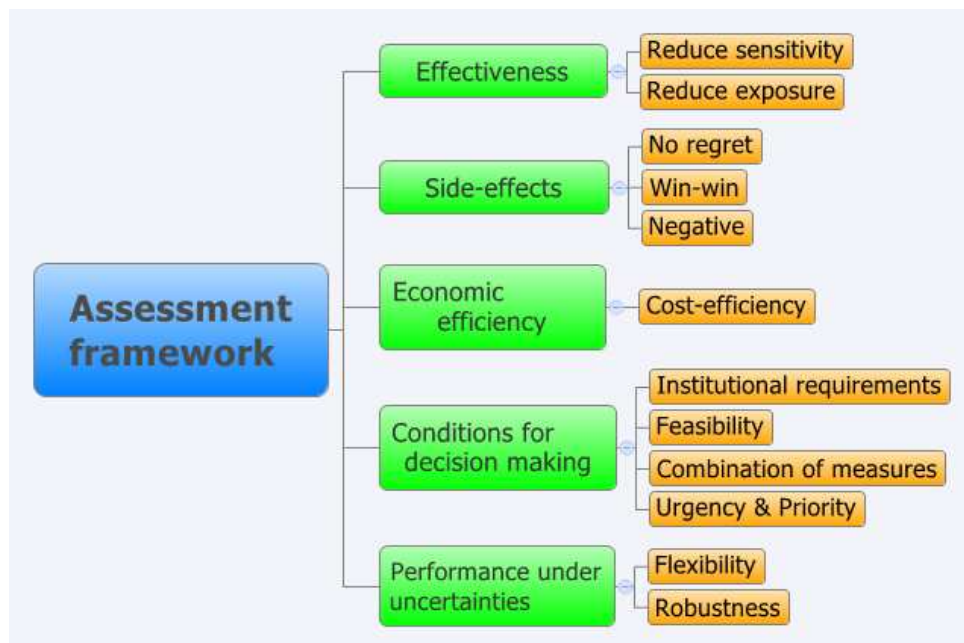 Assessment
framework
Effectiveness
Reduce sensitivity
Reduce exposure
Side-effects
No regret
Win-win
Negative
Economic
efficiency
Cost-efficiency
Conditions for
decision making
Institutional requirements
Feasibility
Combination of measures
Urgency & Priority
Performance under
uncertainties
Flexibility
Robustness